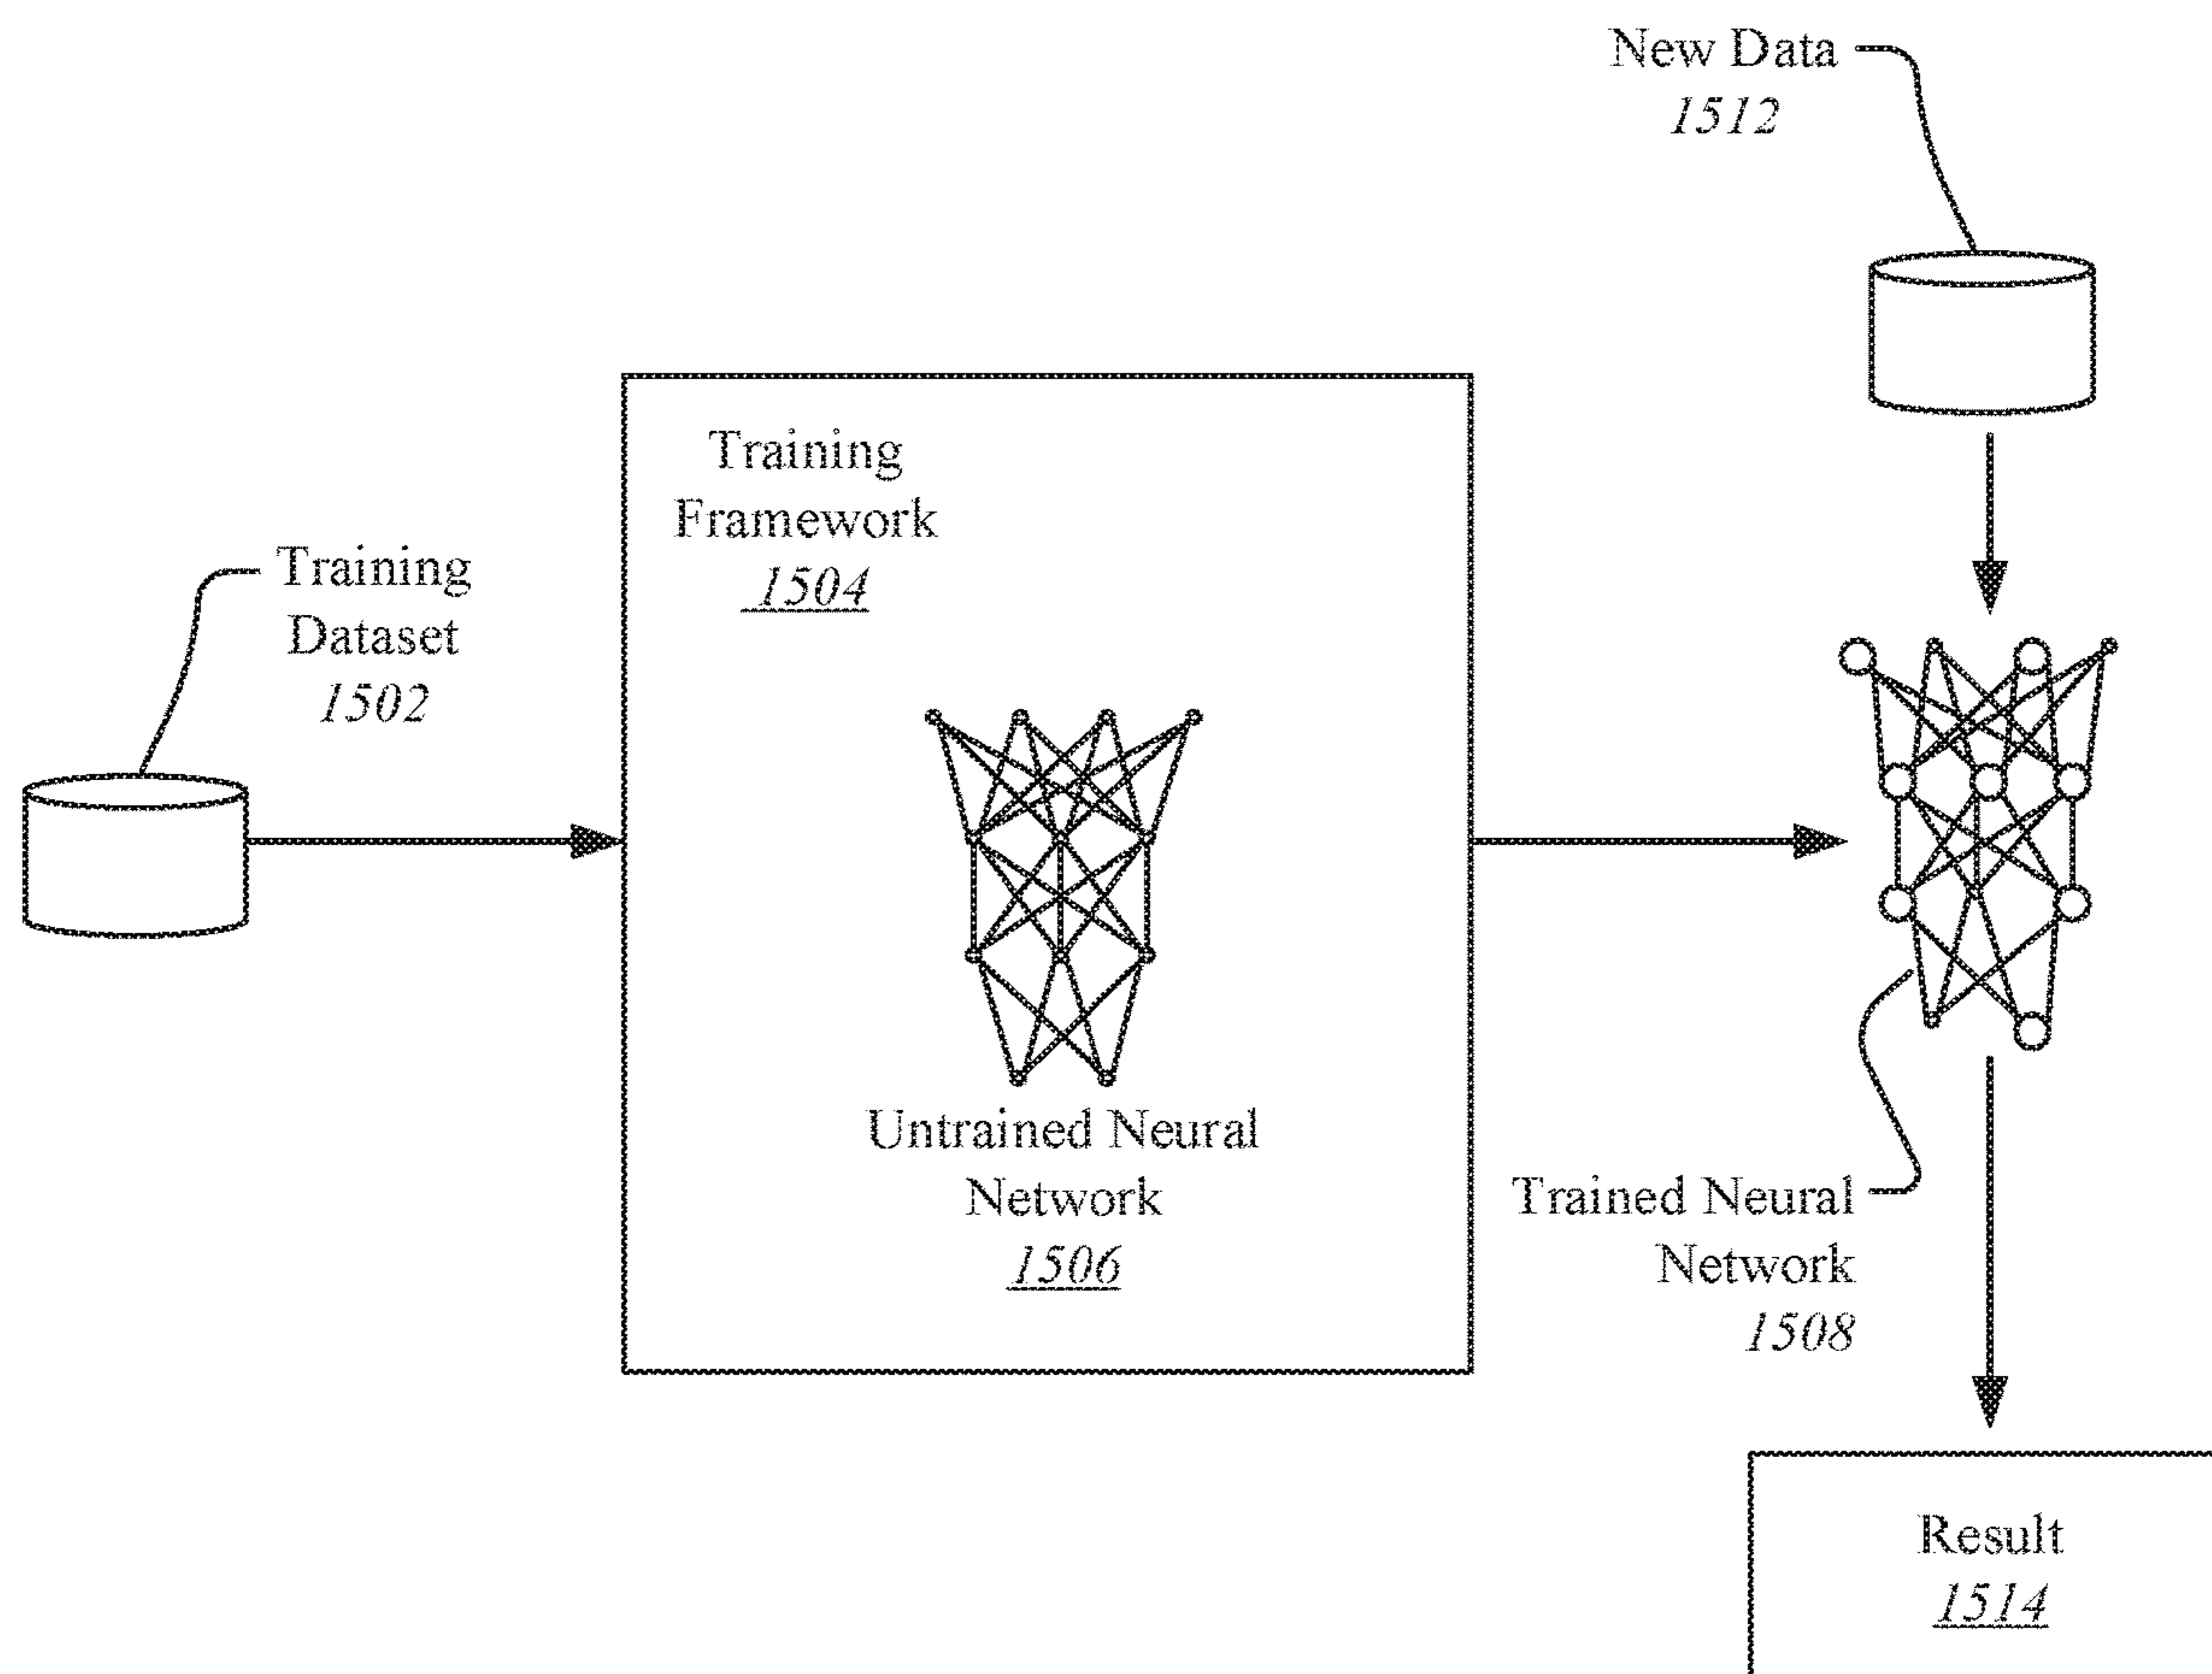 New Data
1512
Training
Framework
1504
Training
Dataset
1502
Untrained Neural
Network
1506
Trained Neural
Network
1508
Result
1514